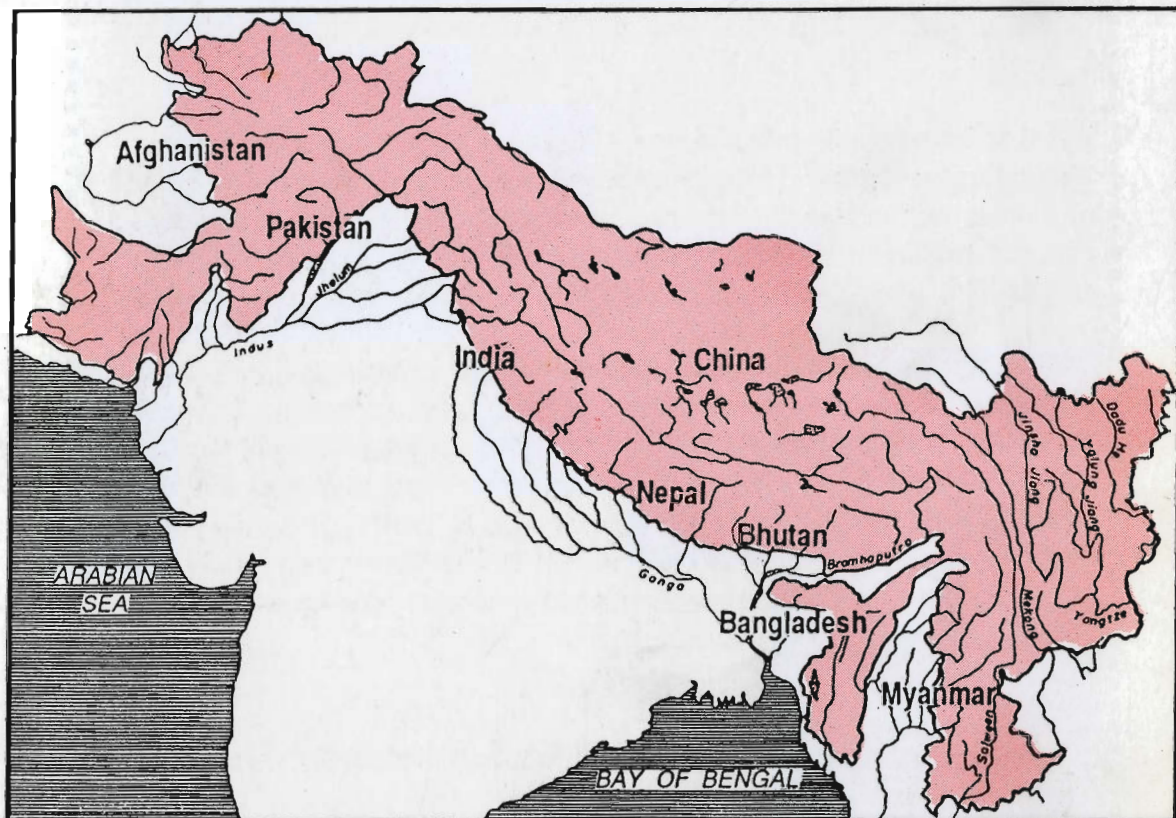 Afghanistan
Pakistan
Jhelum
Indus
India
China
Dadu He
Jinsha Jiang
Yalung Jiang
Nepal
Bhutan
Bramhaputra
Ganga
ARABIAN
SEA
Bangladesh
Mekong
Yangtze
Myanmar
Salween
BAY OF BENGAL